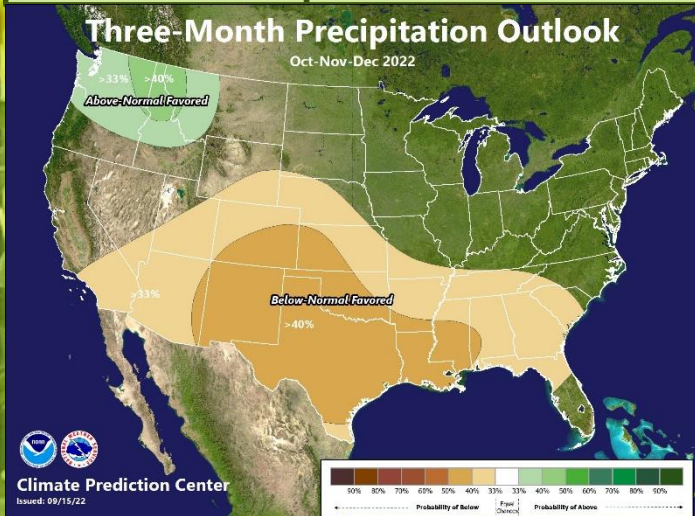 Three-Month Precipitation Outlook
Oct-Nov-Dec 2022
>33% >40%
Above-Normal Favored
>33%
Below-Normal Favored
>40%
NOAA
Climate Prediction Center
Issued: 09/15/22
90% 80% 70% 60% 50% 40% 33% 33% 40% 50% 60% 70% 80% 90%
Probability of Below Equal Chances Probability of Above